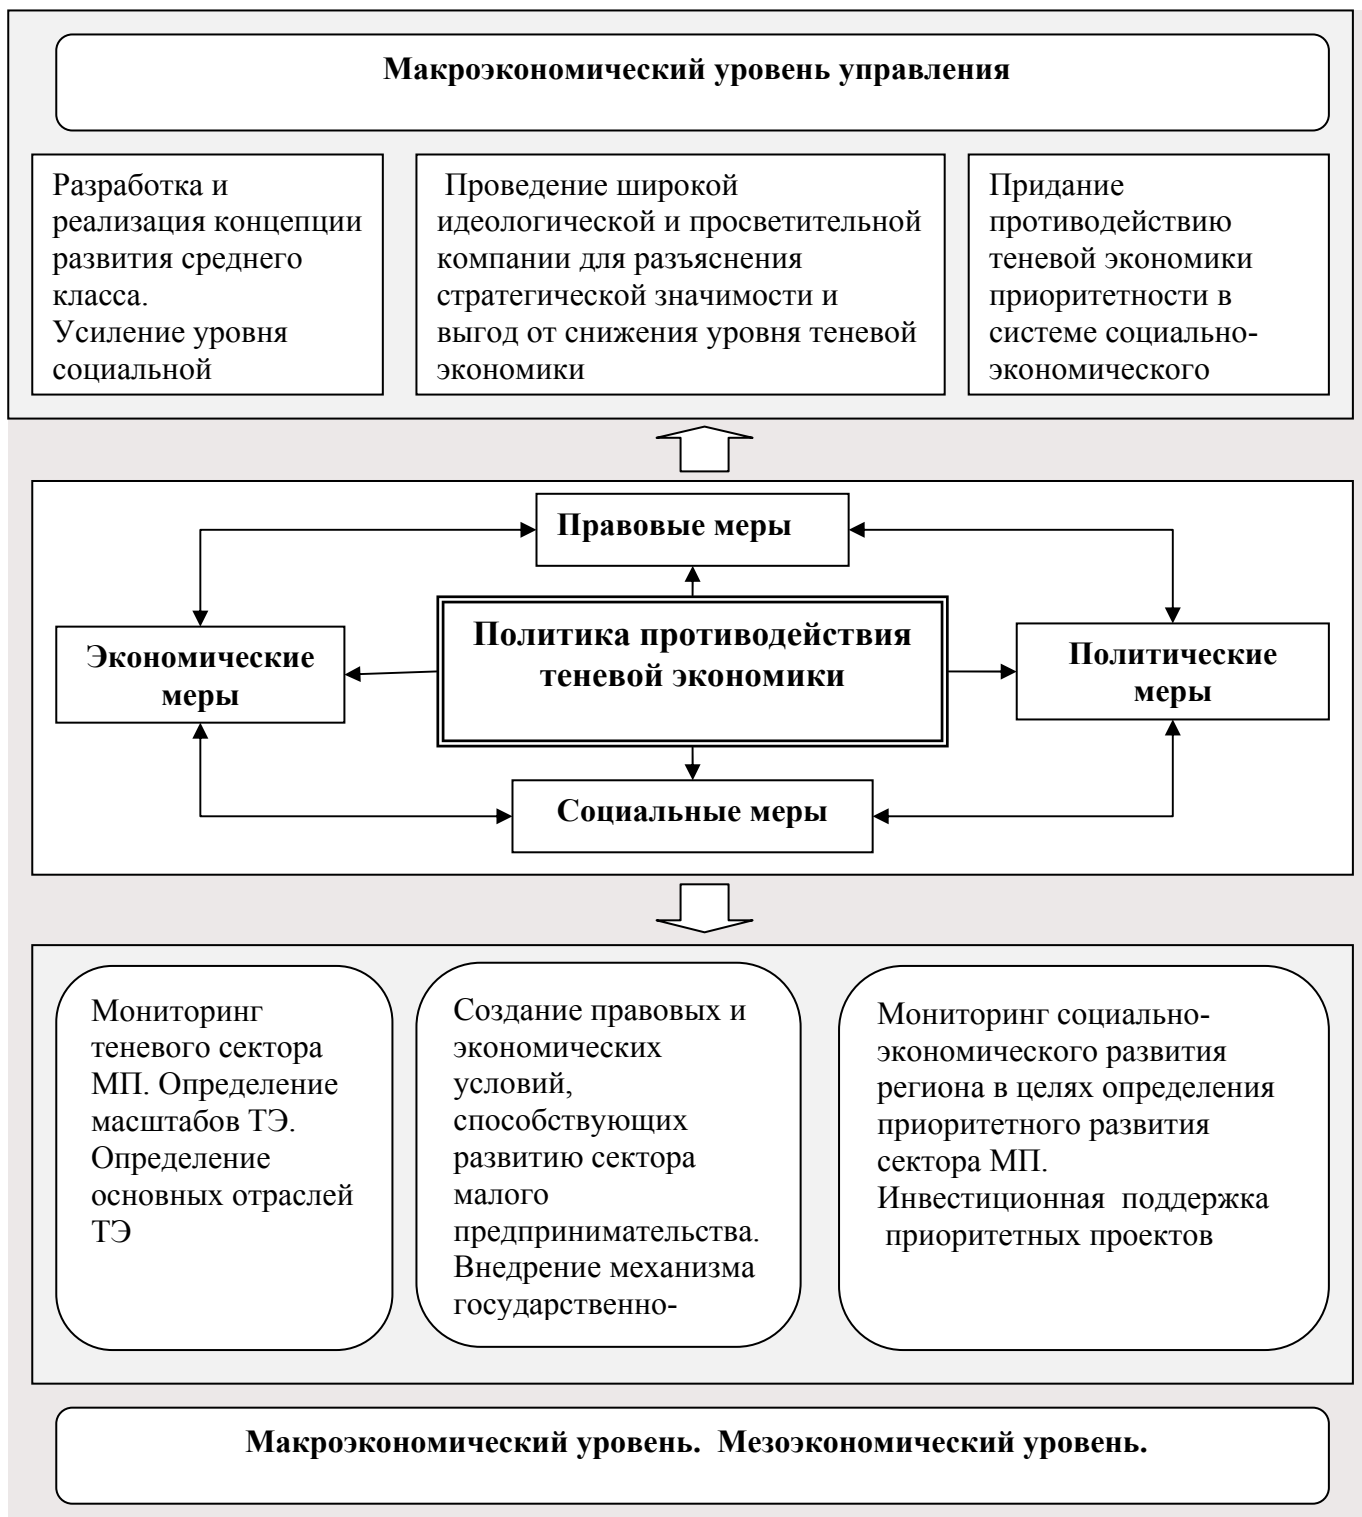 Макроэкономический уровень управления
Разработка и
реализация концепции
развития среднего
класса.
Усиление уровня
социальной
Проведение широкой
идеологической и просветительной
компании для разъяснения
стратегической значимости и
выгод от снижения уровня теневой
экономики
Придание
противодействию
теневой экономики
приоритетности в
системе социально-
экономического
Правовые меры
Экономические
меры
Политика противодействия
теневой экономики
Политические
меры
Социальные меры
Мониторинг
теневого сектора
МП. Определение
масштабов ТЭ.
Определение
основных отраслей
ТЭ
Создание правовых и
экономических
условий,
способствующих
развитию сектора
малого
предпринимательства.
Внедрение механизма
государственно-
Мониторинг социально-
экономического развития
региона в целях определения
приоритетного развития
сектора МП.
Инвестиционная  поддержка
приоритетных проектов
Макроэкономический уровень.  Мезоэкономический уровень.